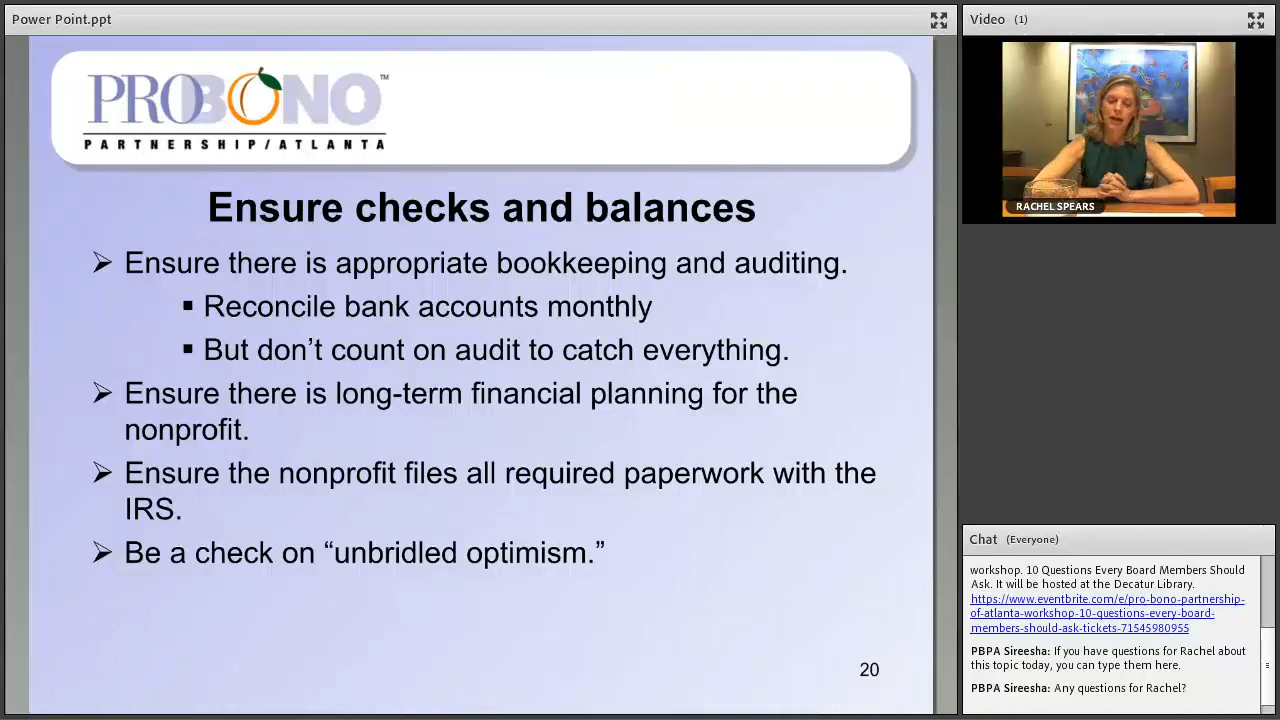 Power Point.ppt
PROBONO™
PARTNERSHIP/ATLANTA
Ensure checks and balances
➢ Ensure there is appropriate bookkeeping and auditing.
▪ Reconcile bank accounts monthly
▪ But don’t count on audit to catch everything.
➢ Ensure there is long-term financial planning for the
nonprofit.
➢ Ensure the nonprofit files all required paperwork with the
IRS.
➢ Be a check on “unbridled optimism.”
20
Video (1)
RACHEL SPEARS
Chat (Everyone)
workshop. 10 Questions Every Board Members Should
Ask. It will be hosted at the Decatur Library.
https://www.eventbrite.com/e/pro-bono-partnership-
of-atlanta-workshop-10-questions-every-board-
members-should-ask-tickets-71545980955
PBPA Sireesha: If you have questions for Rachel about
this topic today, you can type them here.
PBPA Sireesha: Any questions for Rachel?